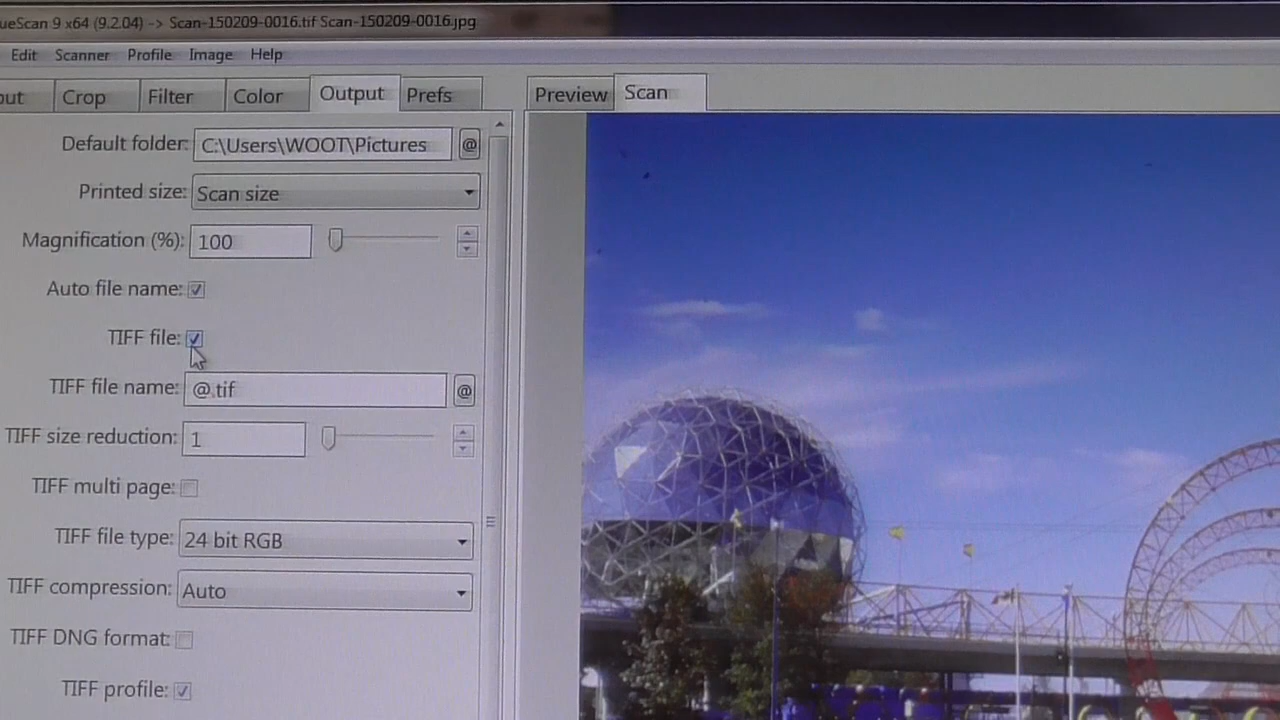 ueScan 9 x64 (9.2.04) -> Scan-150209-0016.tif Scan-150209-0016.jpg
Edit Scanner Profile Image Help
out Crop Filter Color Output Prefs Preview Scan
Default folder: C:\Users\WOOT\Pictures @
Printed size: Scan size
Magnification (%): 100
Auto file name:
TIFF file:
TIFF file name: @.tif @
TIFF size reduction: 1
TIFF multi page:
TIFF file type: 24 bit RGB
TIFF compression: Auto
TIFF DNG format:
TIFF profile: